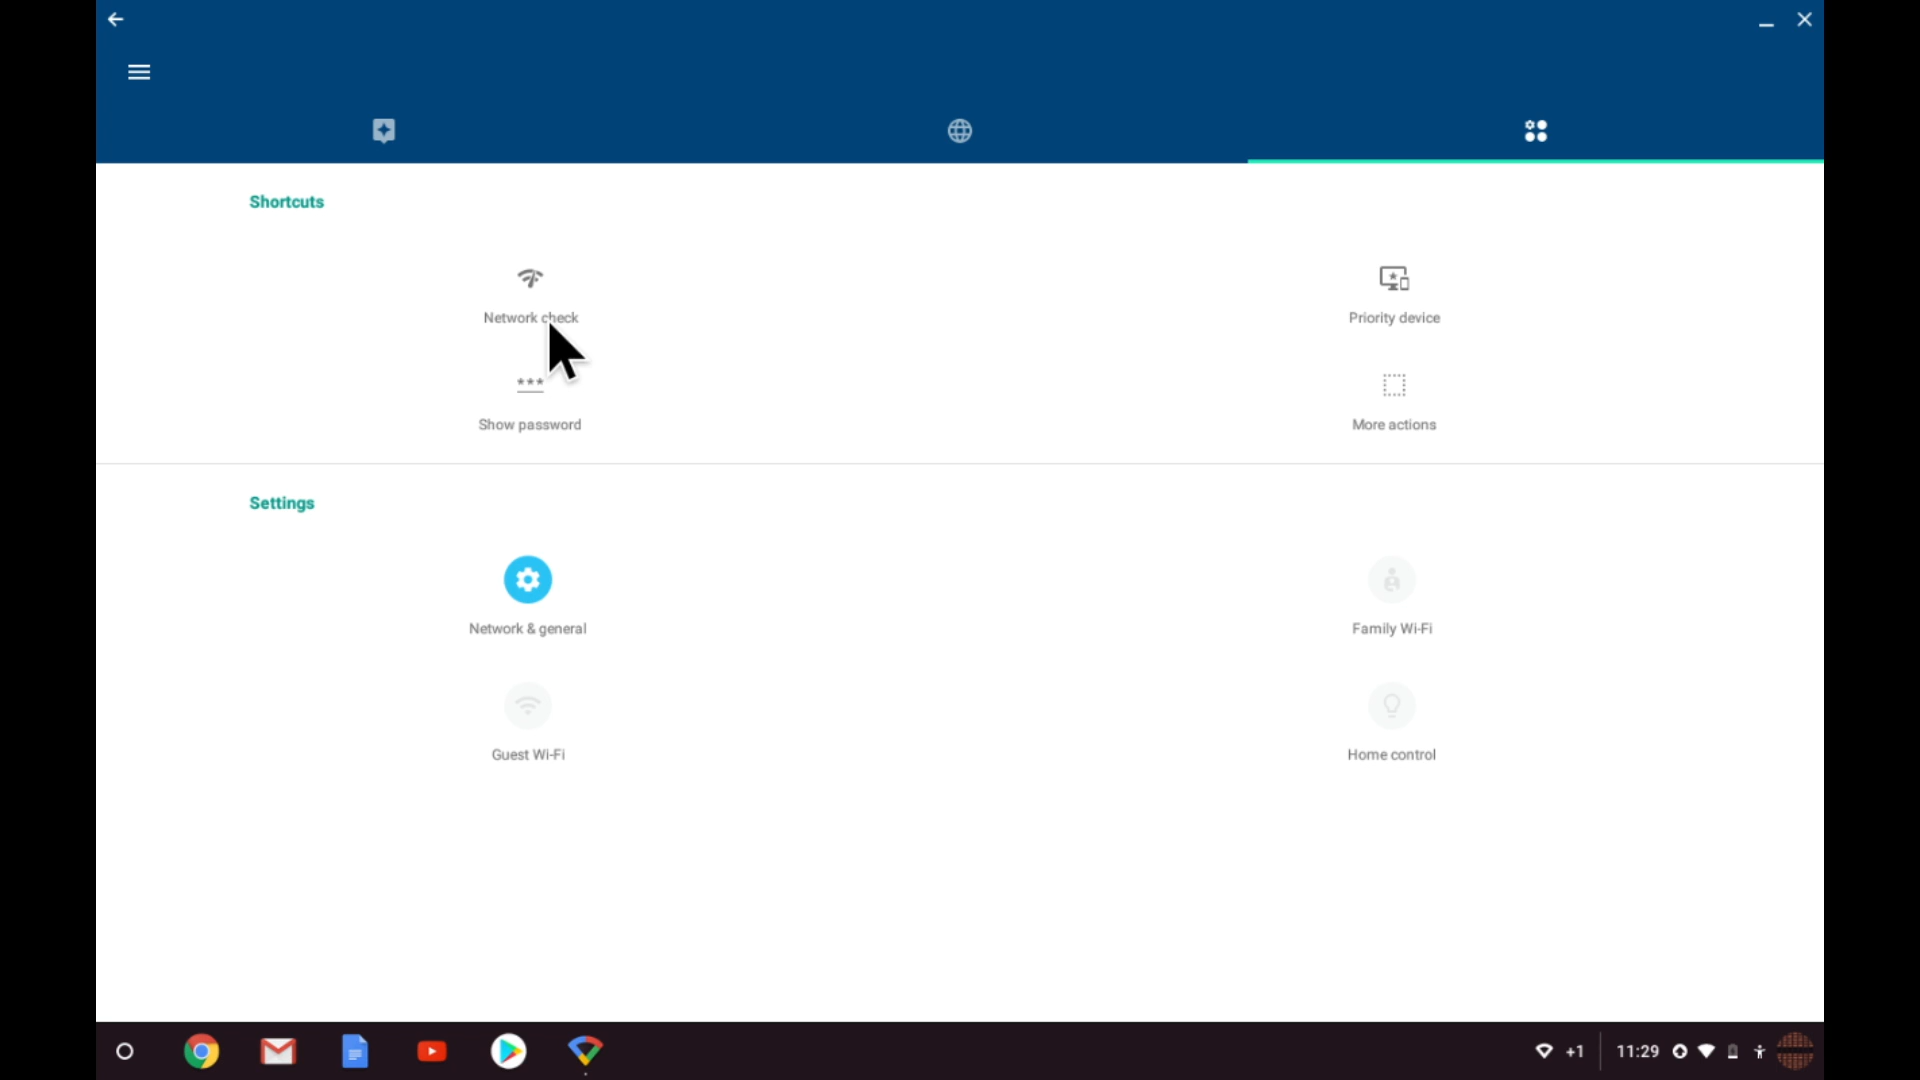 Shortcuts
Network check
Priority device
***
Show password
More actions
Settings
Network & general
Family Wi-Fi
Guest Wi-Fi
Home control
+1
11:29